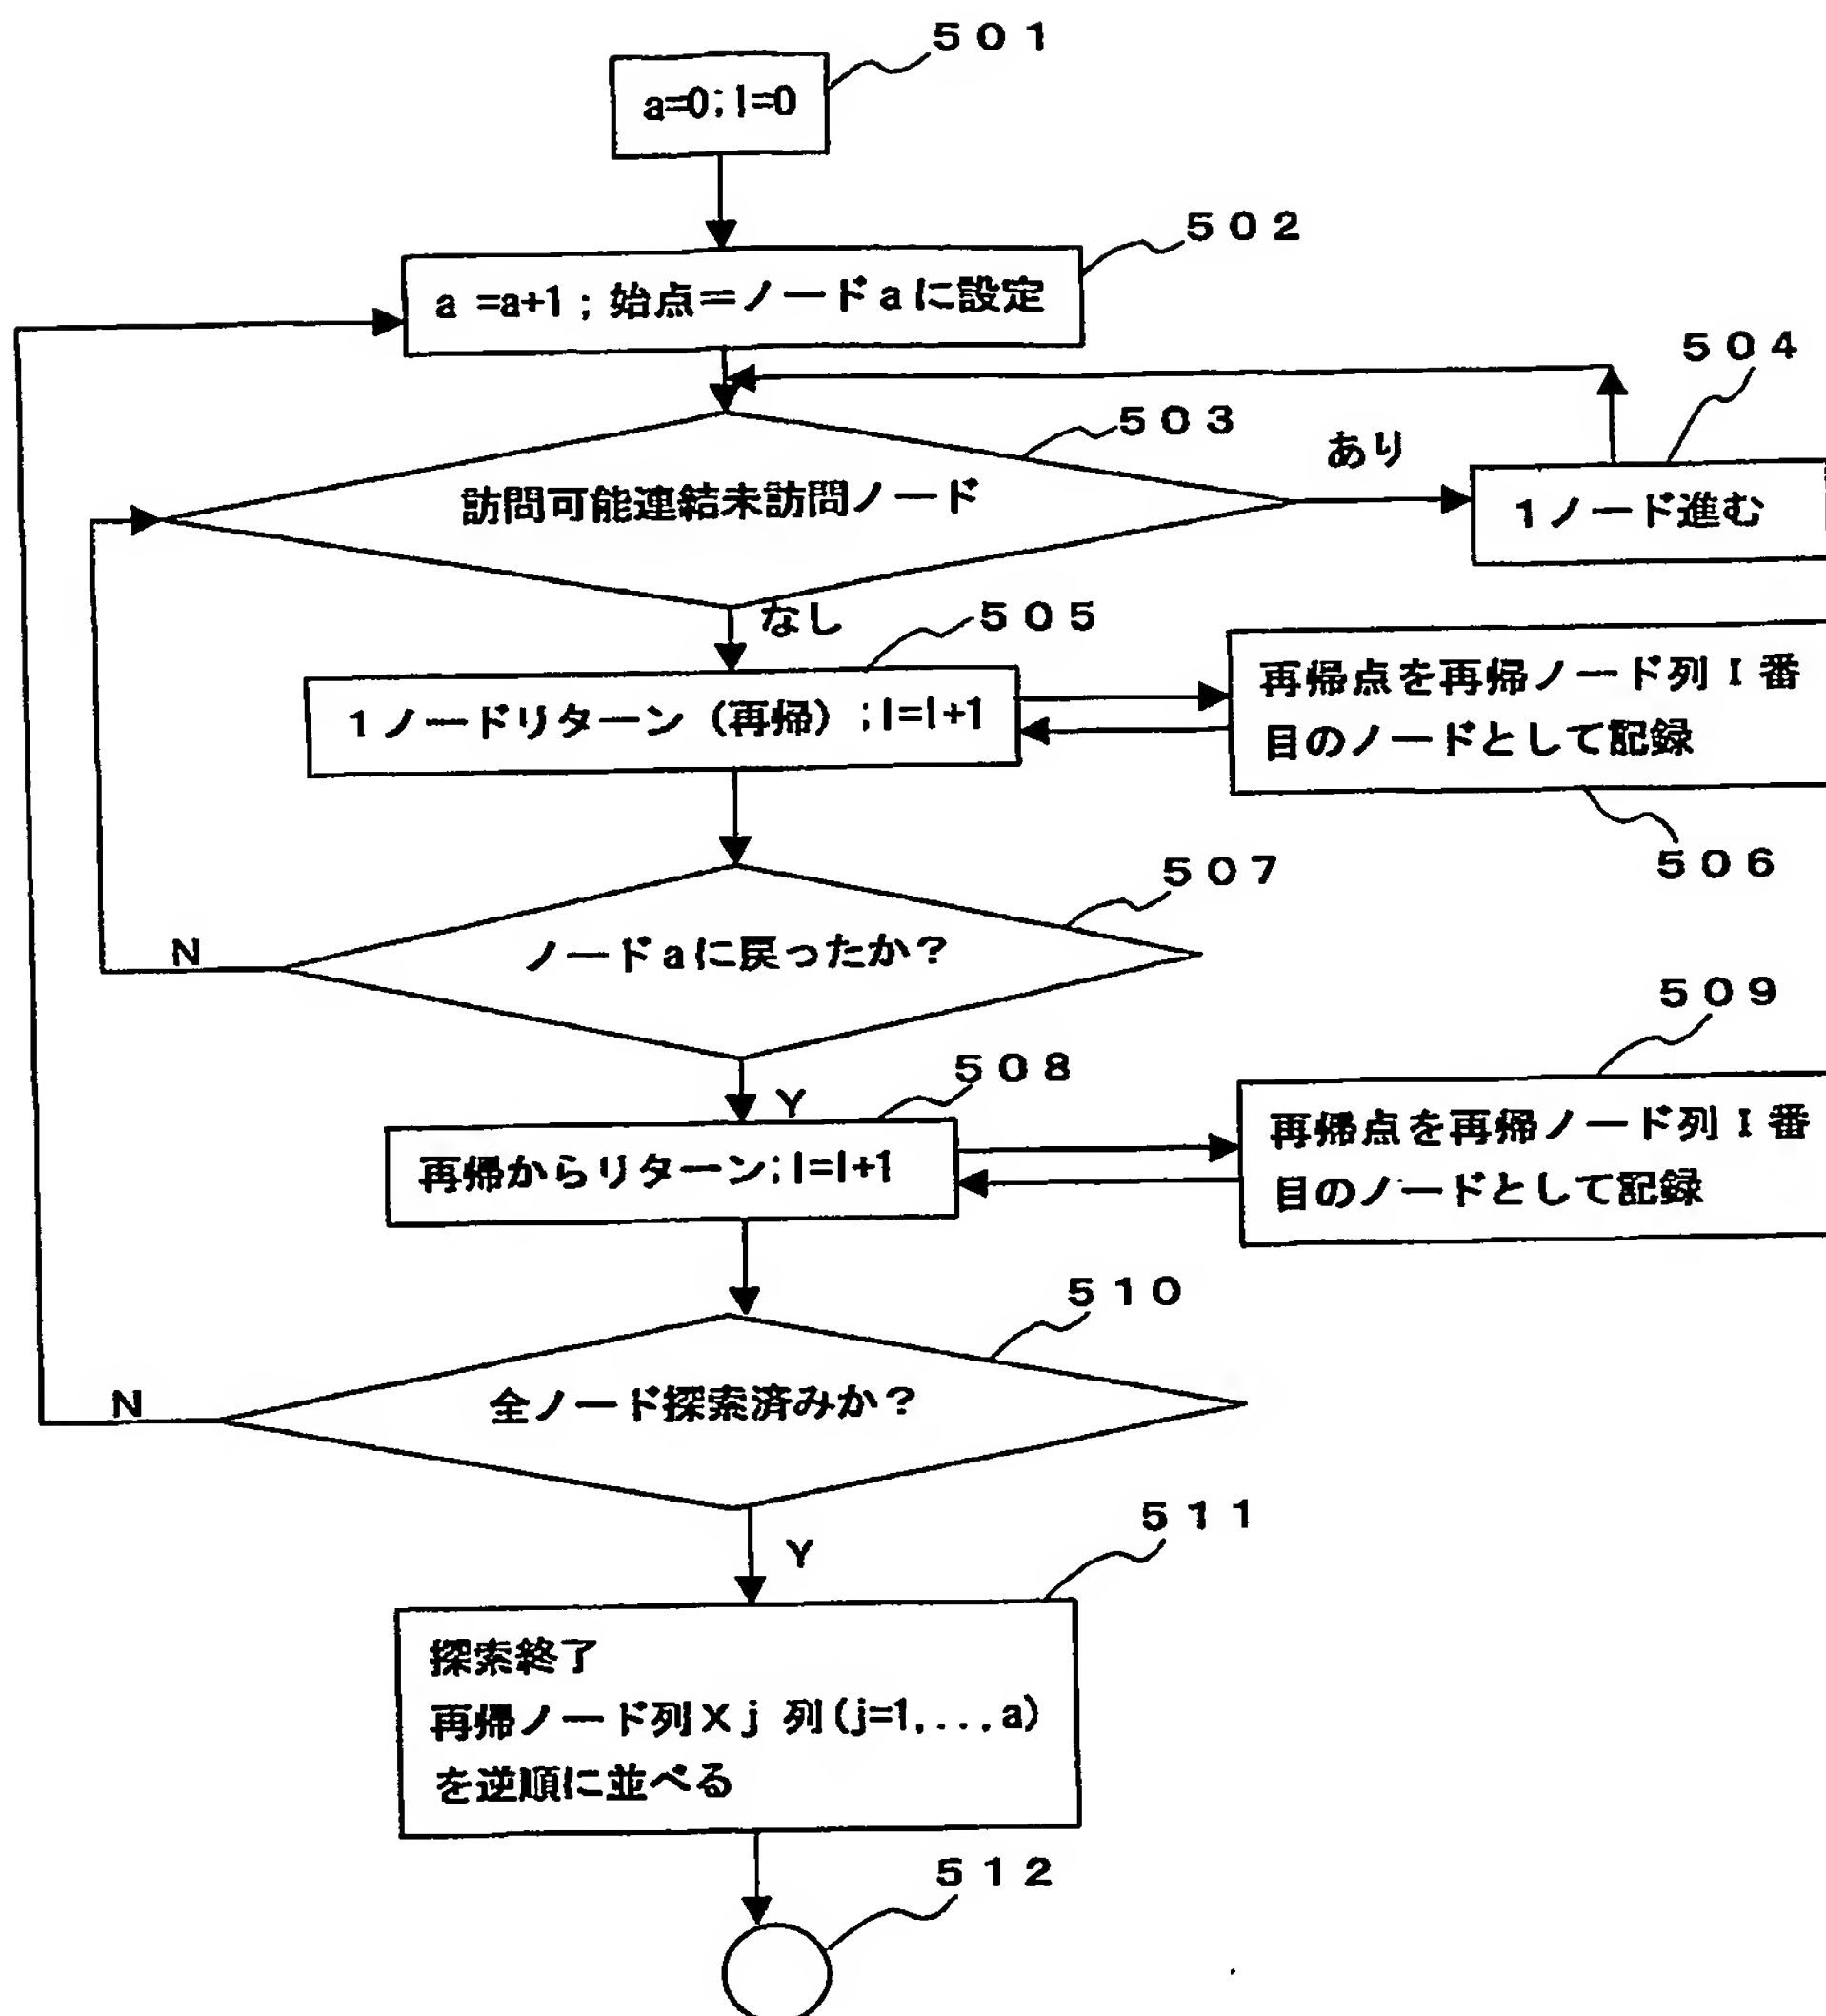 501
a=0;I=0
502
a =a+1 ; 始点=ノードaに設定
504
503
あり
訪問可能連結未訪問ノード
1ノード進む
なし
505
1ノードリターン（再帰）;I=I+1
再帰点を再帰ノード列I番
目のノードとして記録
506
507
N
ノードaに戻ったか？
509
508
Y
再帰からリターン;I=I+1
再帰点を再帰ノード列I番
目のノードとして記録
510
N
全ノード探索済みか？
511
Y
探索終了
再帰ノード列Xj 列(j=1,...,a)
を逆順に並べる
512